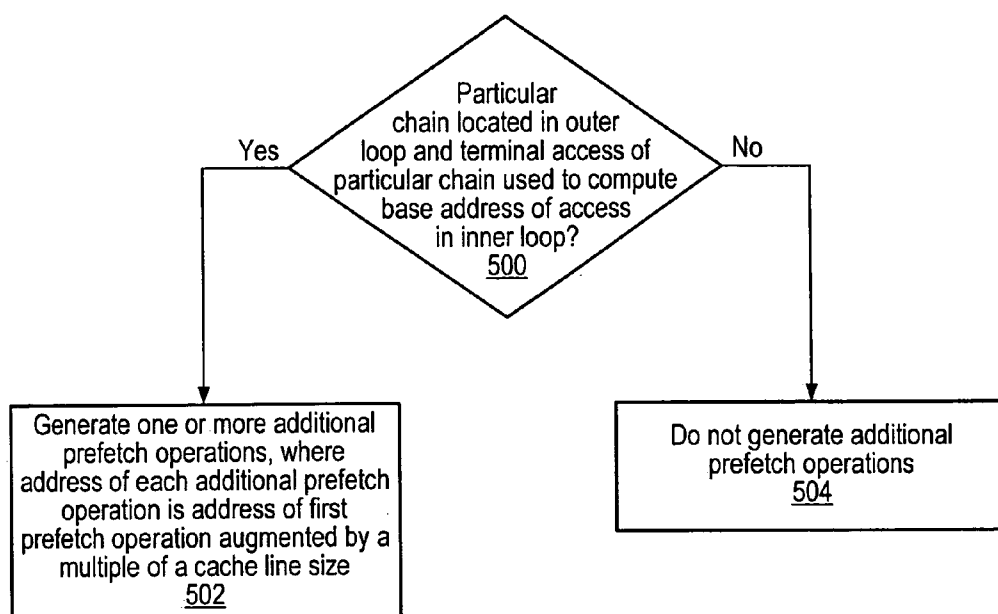 Particular
chain located in outer
loop and terminal access of
particular chain used to compute
base address of access
in inner loop?
500
Yes
No
Generate one or more additional
prefetch operations, where
address of each additional prefetch
operation is address of first
prefetch operation augmented by a
multiple of a cache line size
502
Do not generate additional
prefetch operations
504